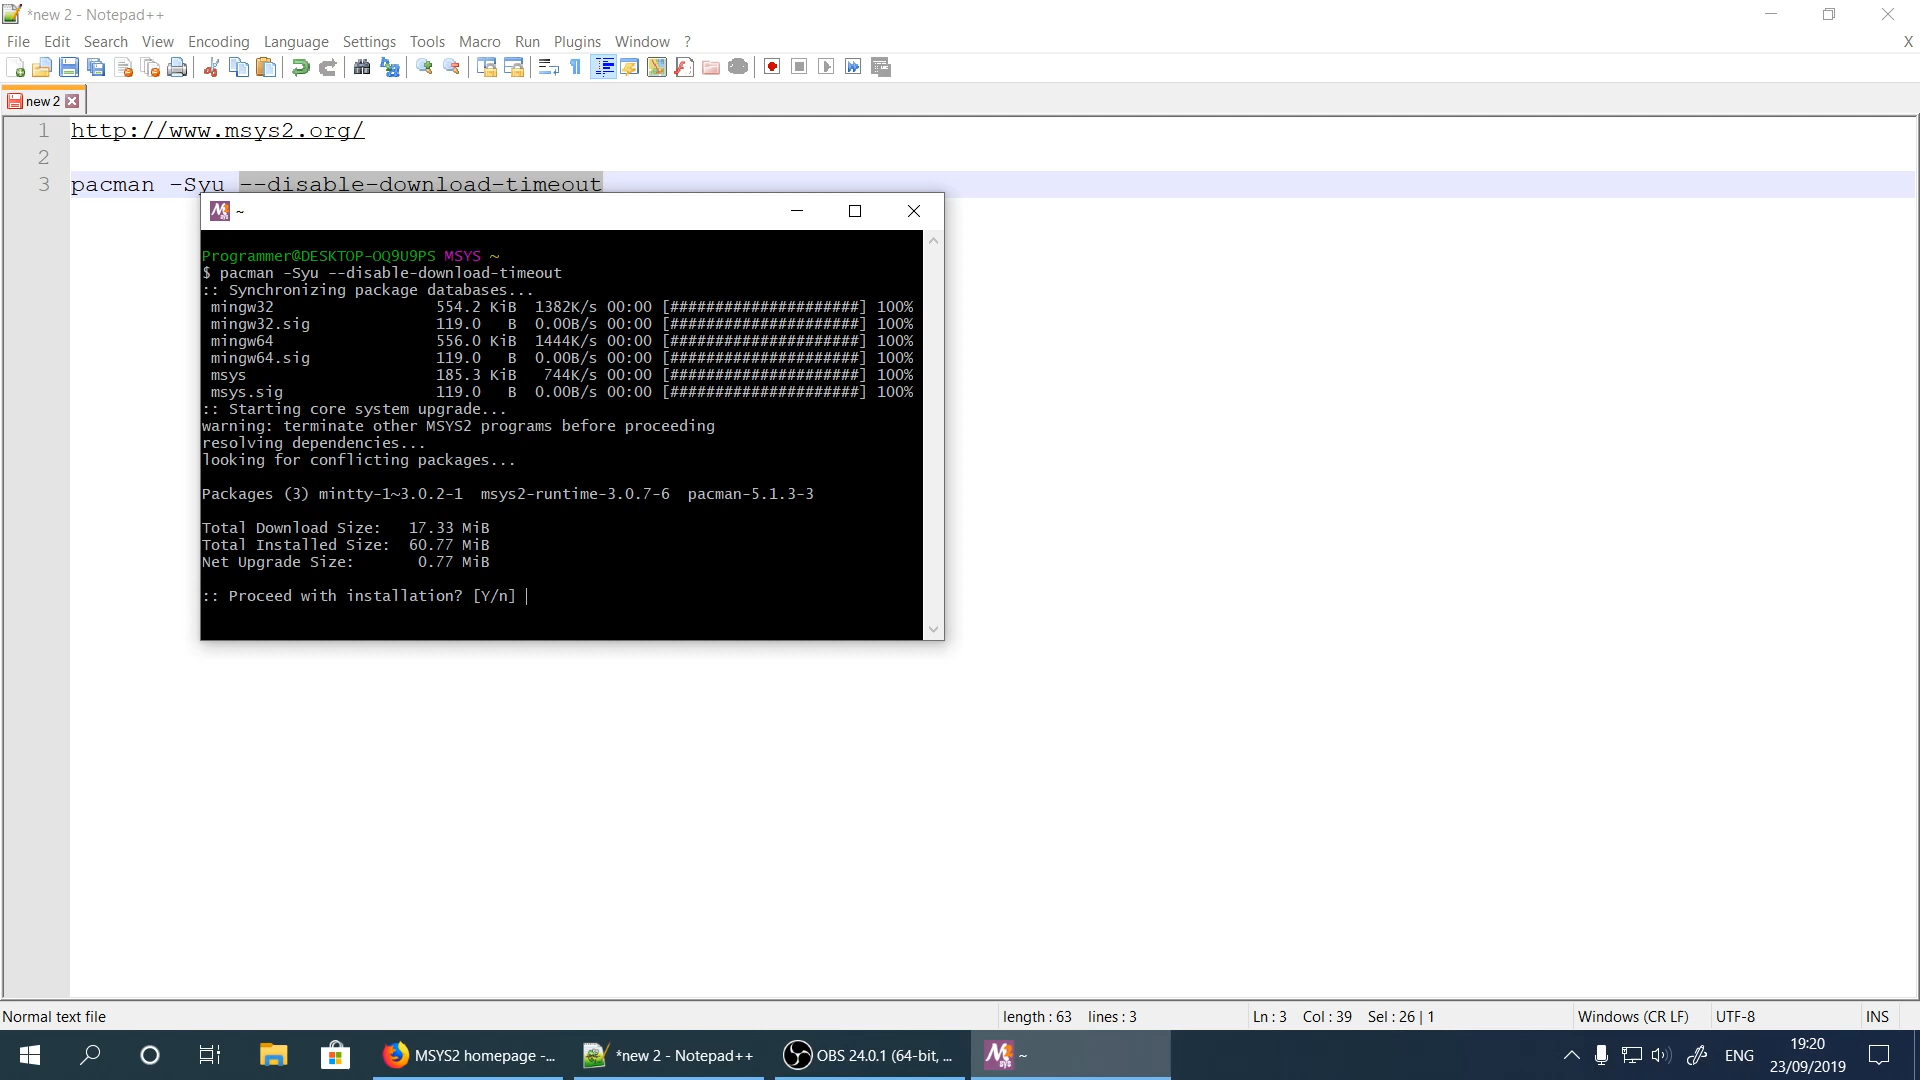 *new 2 - Notepad++
File Edit Search View Encoding Language Settings Tools Macro Run Plugins Window ? X
new 2
1 http://www.msys2.org/
2
3 pacman -Syu --disable-download-timeout
~
Programmer@DESKTOP-OQ9U9PS MSYS ~
$ pacman -Syu --disable-download-timeout
:: Synchronizing package databases...
mingw32 554.2 KiB 1382K/s 00:00 [#####################] 100%
mingw32.sig 119.0 B 0.00B/s 00:00 [#####################] 100%
mingw64 556.0 KiB 1444K/s 00:00 [#####################] 100%
mingw64.sig 119.0 B 0.00B/s 00:00 [#####################] 100%
msys 185.3 KiB 744K/s 00:00 [#####################] 100%
msys.sig 119.0 B 0.00B/s 00:00 [#####################] 100%
:: Starting core system upgrade...
warning: terminate other MSYS2 programs before proceeding
resolving dependencies...
looking for conflicting packages...
Packages (3) mintty-1~3.0.2-1 msys2-runtime-3.0.7-6 pacman-5.1.3-3
Total Download Size: 17.33 MiB
Total Installed Size: 60.77 MiB
Net Upgrade Size: 0.77 MiB
:: Proceed with installation? [Y/n]
Normal text file length : 63 lines : 3 Ln : 3 Col : 39 Sel : 26 | 1 Windows (CR LF) UTF-8 INS
MSYS2 homepage -... *new 2 - Notepad++ OBS 24.0.1 (64-bit, ... ~ ENG 19:20
23/09/2019